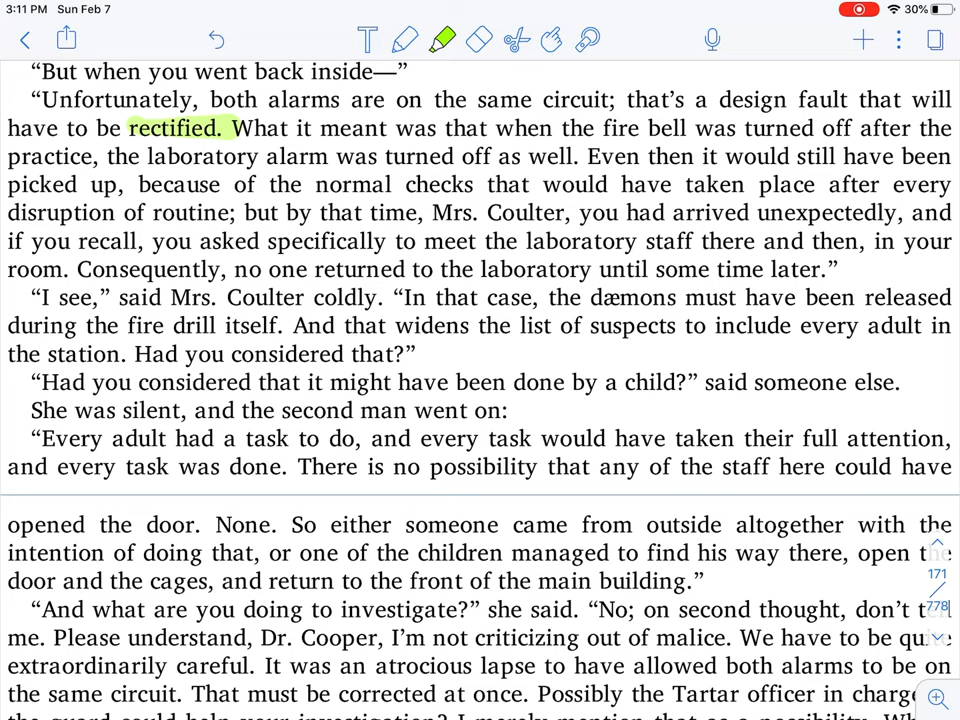 3:11 PM Sun Feb 7 30%
“But when you went back inside—”
“Unfortunately, both alarms are on the same circuit; that’s a design fault that will
have to be rectified. What it meant was that when the fire bell was turned off after the
practice, the laboratory alarm was turned off as well. Even then it would still have been
picked up, because of the normal checks that would have taken place after every
disruption of routine; but by that time, Mrs. Coulter, you had arrived unexpectedly, and
if you recall, you asked specifically to meet the laboratory staff there and then, in your
room. Consequently, no one returned to the laboratory until some time later.”
“I see,” said Mrs. Coulter coldly. “In that case, the dæmons must have been released
during the fire drill itself. And that widens the list of suspects to include every adult in
the station. Had you considered that?”
“Had you considered that it might have been done by a child?” said someone else.
She was silent, and the second man went on:
“Every adult had a task to do, and every task would have taken their full attention,
and every task was done. There is no possibility that any of the staff here could have
opened the door. None. So either someone came from outside altogether with the
intention of doing that, or one of the children managed to find his way there, open the
door and the cages, and return to the front of the main building.”
171
“And what are you doing to investigate?” she said. “No; on second thought, don’t tell
778
me. Please understand, Dr. Cooper, I’m not criticizing out of malice. We have to be quite
extraordinarily careful. It was an atrocious lapse to have allowed both alarms to be on
the same circuit. That must be corrected at once. Possibly the Tartar officer in charge
the guard could help your investigation? I merely mention that as a possibility.